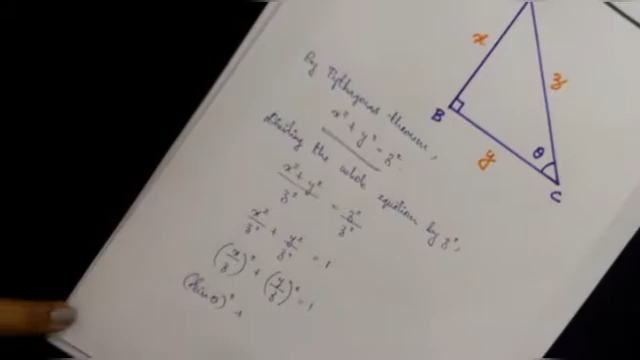 x
z
B
y
θ
C
By Pythagoras theorem,
x² + y² = z².
Dividing the whole equation by z²,
x² + y² / z² = z² / z²
x²/z² + y²/z² = 1
(x/z)² + (y/z)² = 1
(Sin θ)² +